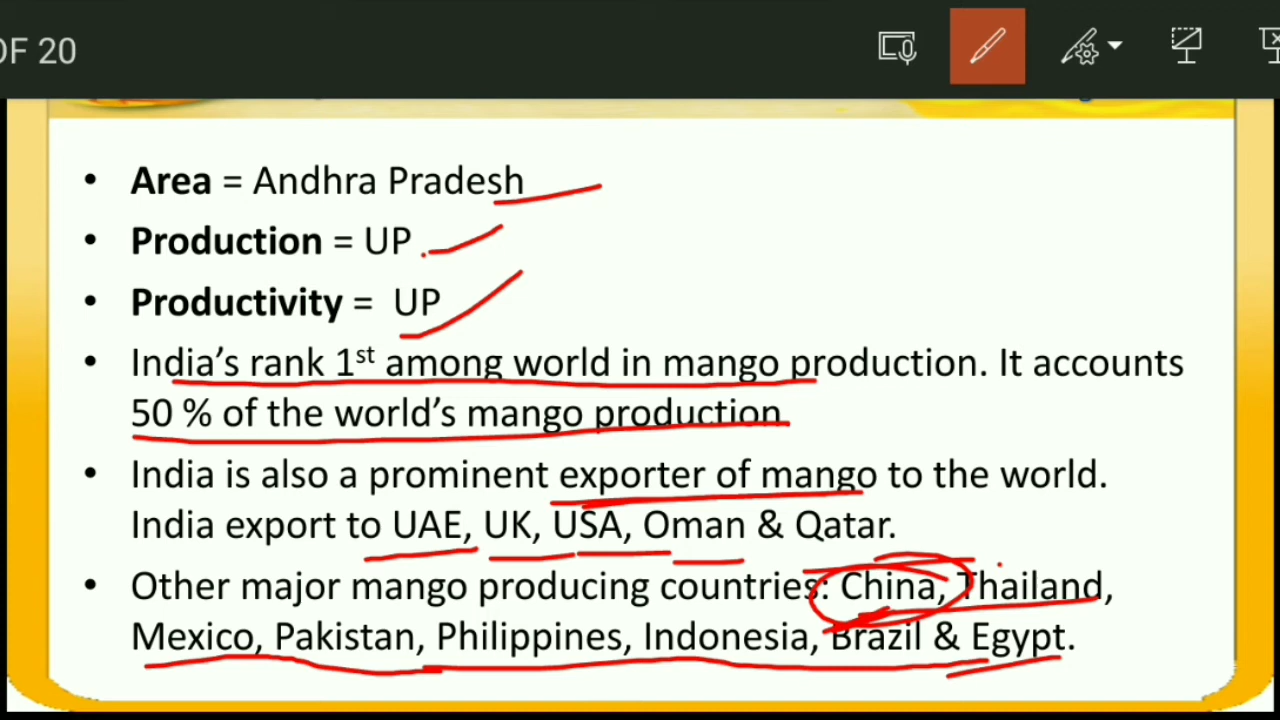 OF 20
• Area = Andhra Pradesh
• Production = UP
• Productivity = UP
• India's rank 1st among world in mango production. It accounts
50 % of the world's mango production.
• India is also a prominent exporter of mango to the world.
India export to UAE, UK, USA, Oman & Qatar.
• Other major mango producing countries: China, Thailand,
Mexico, Pakistan, Philippines, Indonesia, Brazil & Egypt.